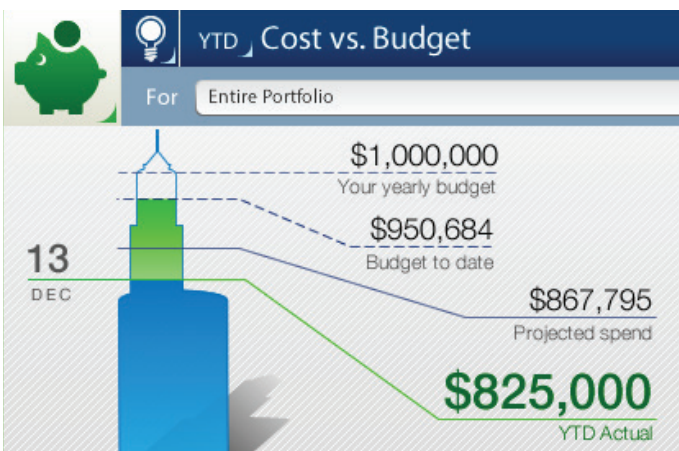 YTD Cost vs. Budget
For Entire Portfolio
$1,000,000
Your yearly budget
$950,684
Budget to date
13
DEC
$867,795
Projected spend
$825,000
YTD Actual